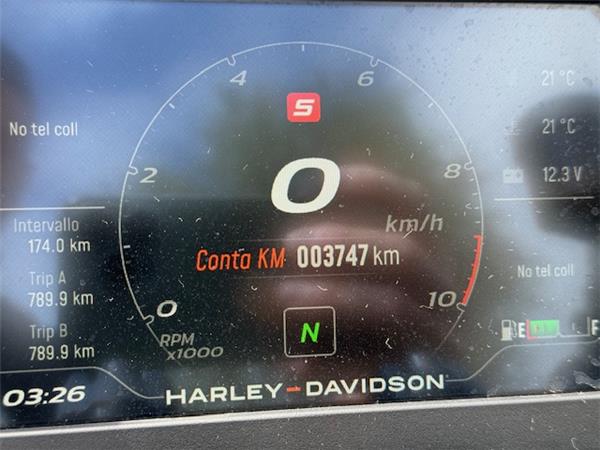 4 6
21 °C
S
No tel coll
21 °C
2 0 8
12.3 V
km/h
Intervallo
174.0 km
Conta KM 003747 km
No tel coll
Trip A
789.9 km
0 10
Trip B
789.9 km
RPM
x1000
N
E F
03:26
HARLEY-DAVIDSON